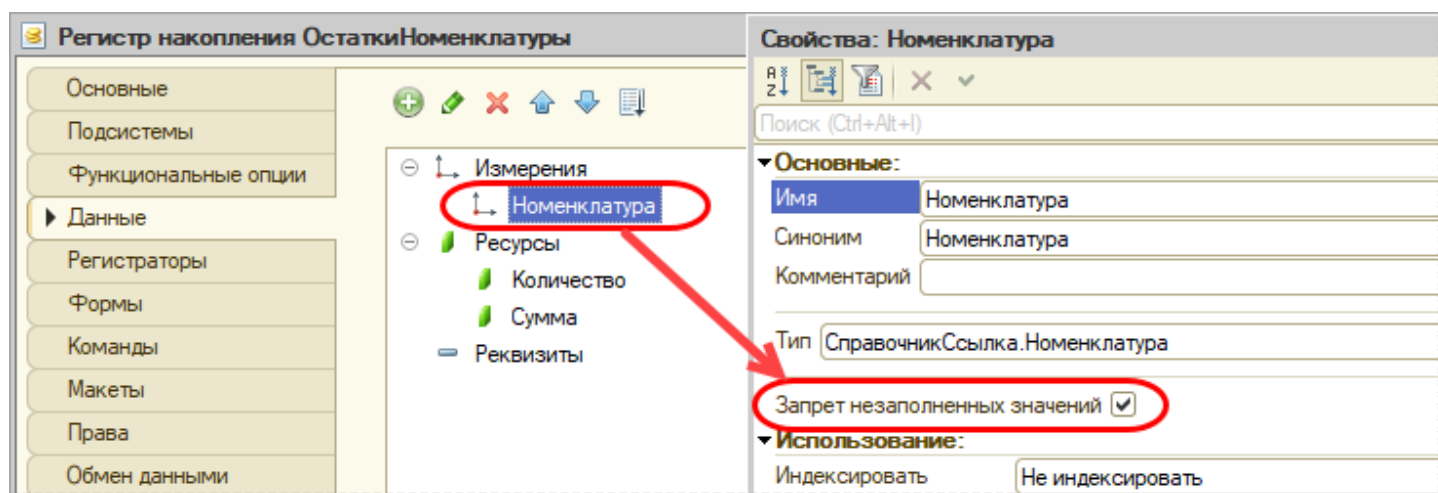 Регистр накопления ОстаткиНоменклатуры
Основные
Подсистемы
Функциональные опции
Данные
Регистраторы
Формы
Команды
Макеты
Права
Обмен данными
Измерения
Номенклатура
Ресурсы
Количество
Сумма
Реквизиты
Свойства: Номенклатура
Поиск (Ctrl+Alt+I)
Основные:
Имя Номенклатура
Синоним Номенклатура
Комментарий
Тип СправочникСсылка.Номенклатура
Запрет незаполненных значений
Использование:
Индексировать Не индексировать